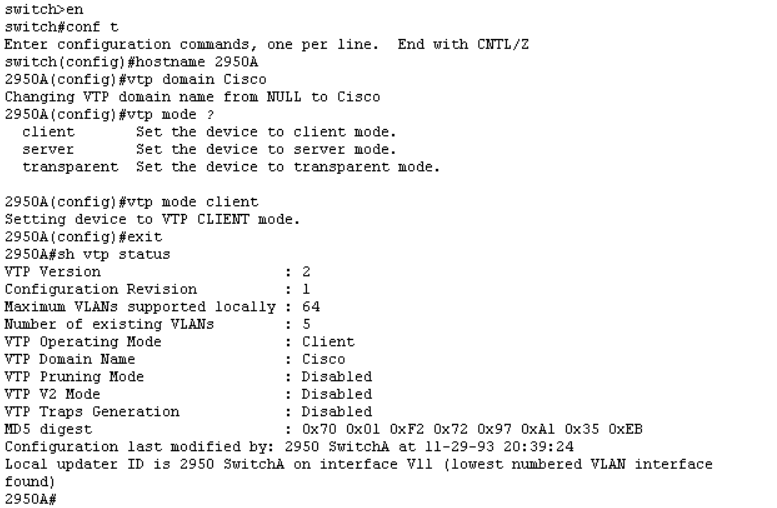 switch>en
switch#conf t
Enter configuration commands, one per line.  End with CNTL/Z
switch(config)#hostname 2950A
2950A(config)#vtp domain Cisco
Changing VTP domain name from NULL to Cisco
2950A(config)#vtp mode ?
  client       Set the device to client mode.
  server       Set the device to server mode.
  transparent  Set the device to transparent mode.

2950A(config)#vtp mode client
Setting device to VTP CLIENT mode.
2950A(config)#exit
2950A#sh vtp status
VTP Version                     : 2
Configuration Revision          : 1
Maximum VLANs supported locally : 64
Number of existing VLANs        : 5
VTP Operating Mode              : Client
VTP Domain Name                 : Cisco
VTP Pruning Mode                : Disabled
VTP V2 Mode                     : Disabled
VTP Traps Generation            : Disabled
MD5 digest                      : 0x70 0x01 0xF2 0x72 0x97 0xA1 0x35 0xEB
Configuration last modified by: 2950 SwitchA at 11-29-93 20:39:24
Local updater ID is 2950 SwitchA on interface Vl1 (lowest numbered VLAN interface
found)
2950A#